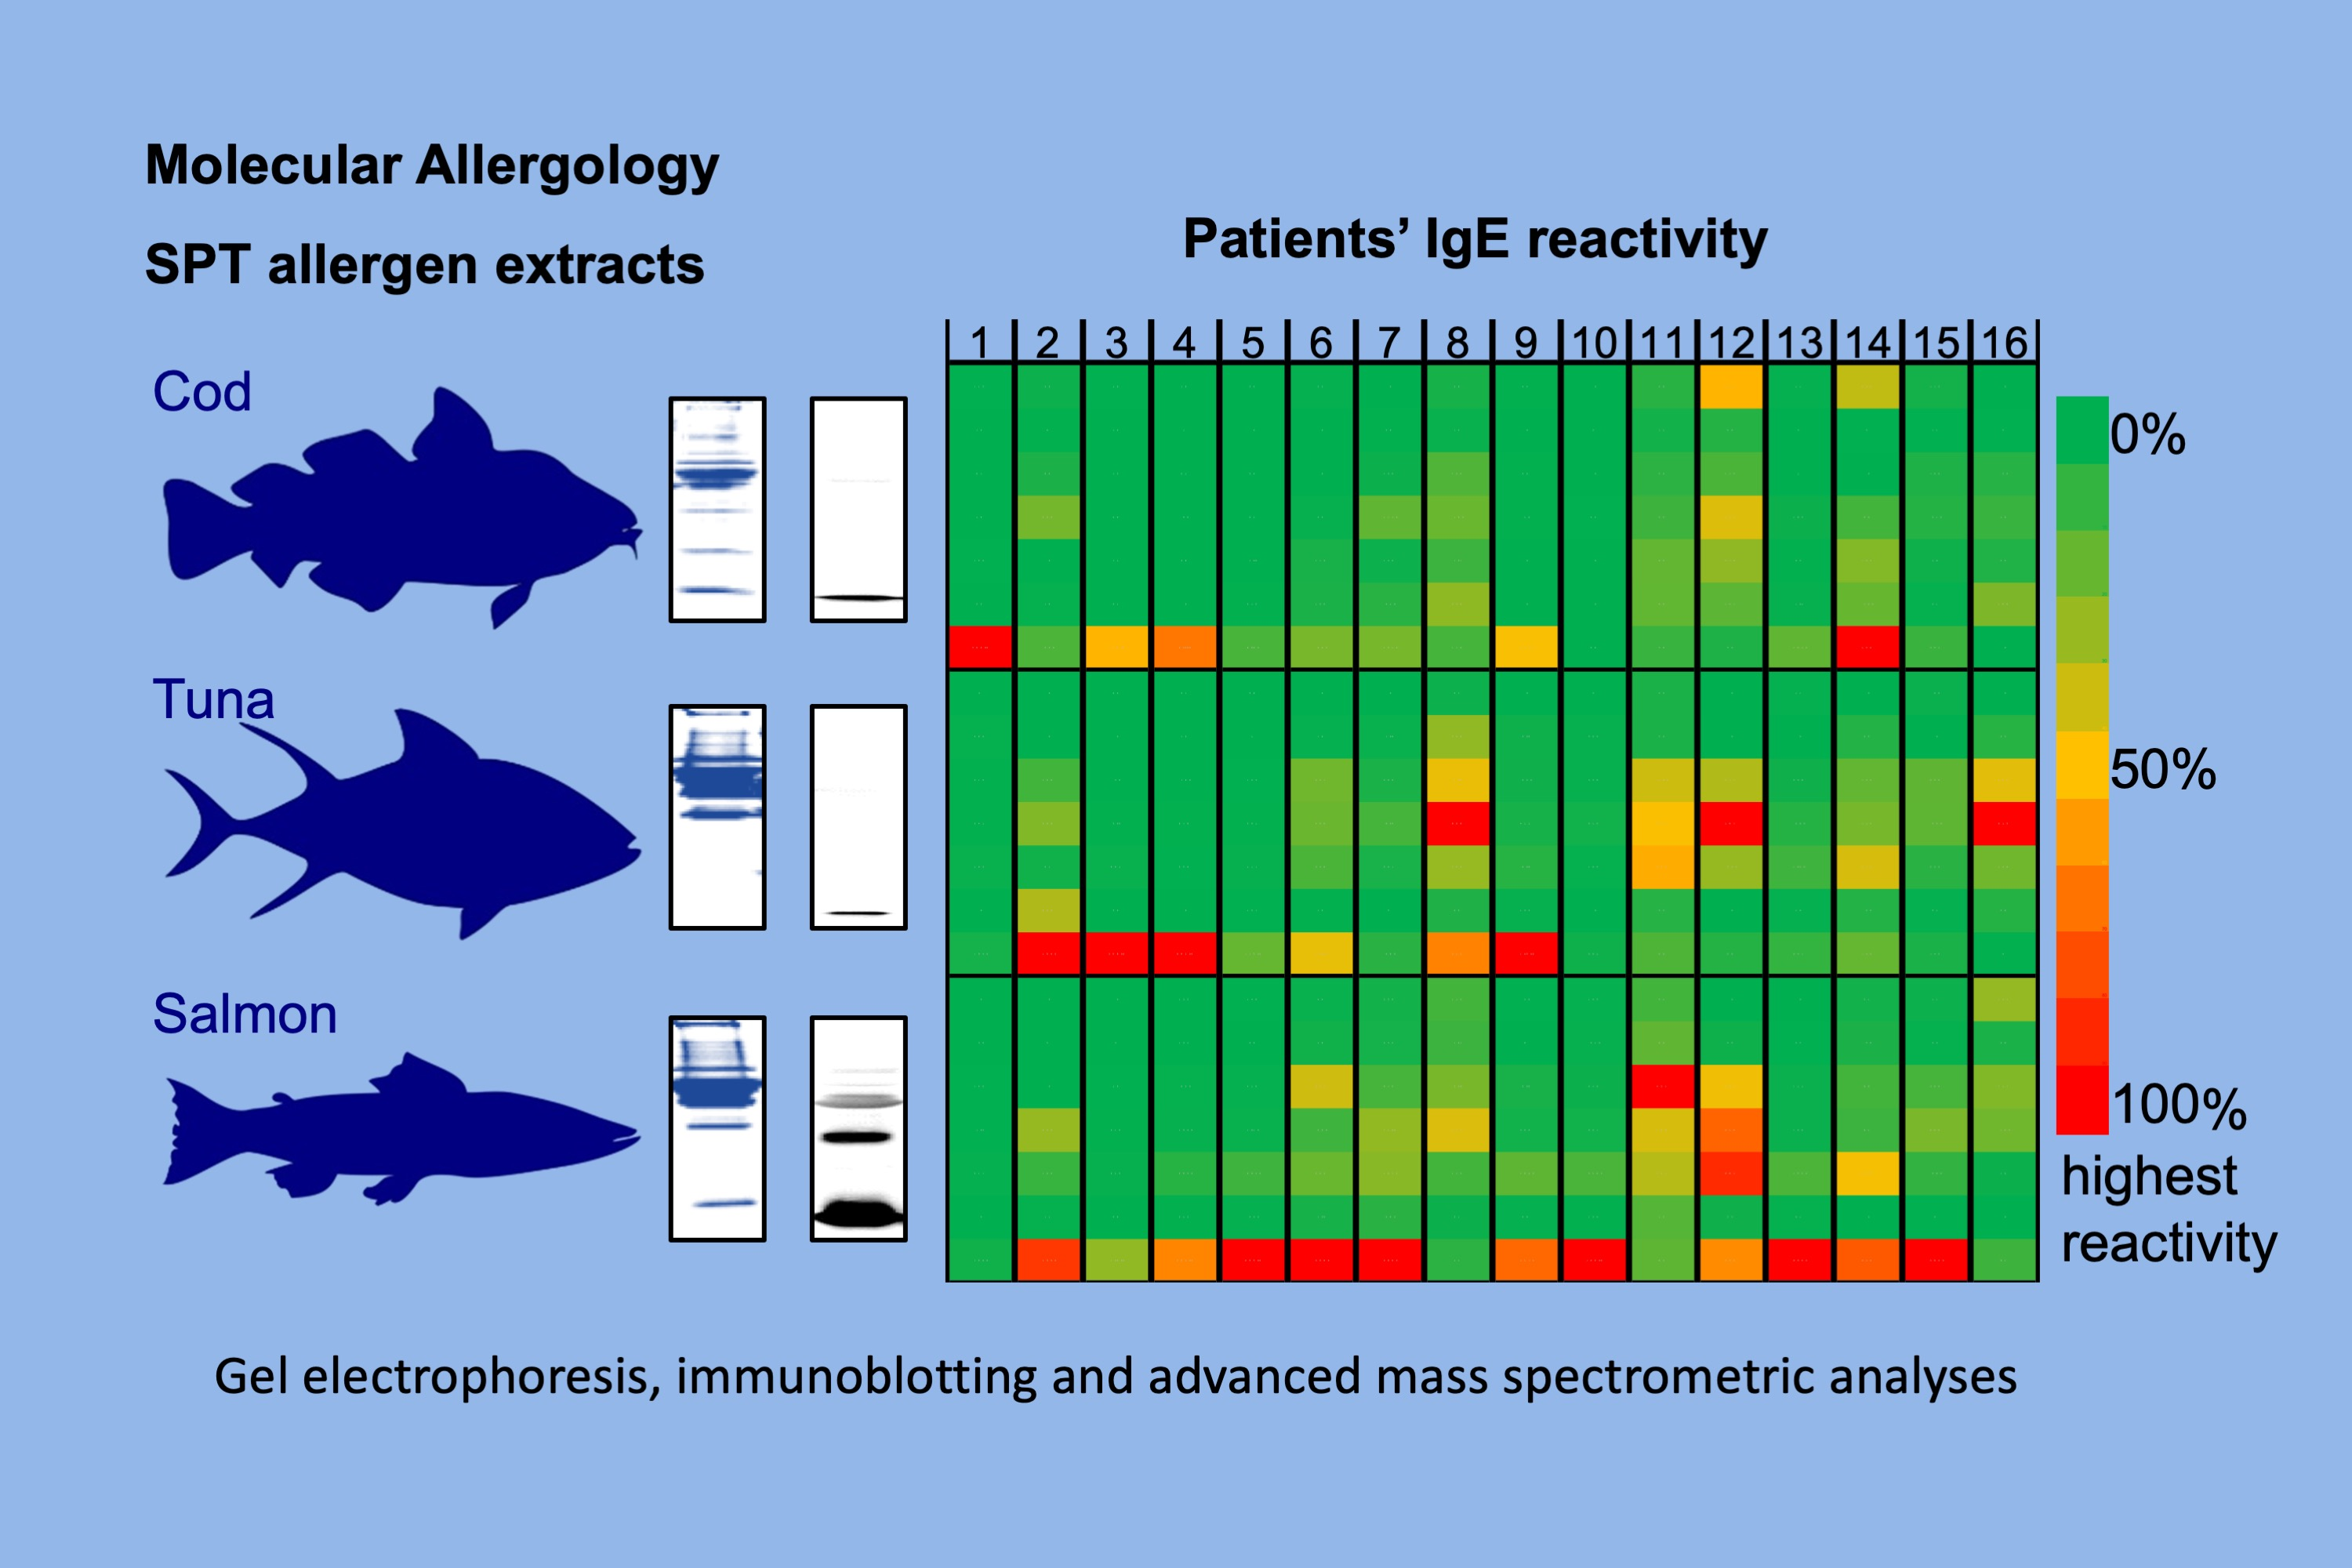 Molecular Allergology
SPT allergen extracts
Patients’ IgE reactivity
1 2 3 4 5 6 7 8 9 10 11 12 13 14 15 16
Cod
Tuna
Salmon
0%
50%
100%
highest
reactivity
Gel electrophoresis, immunoblotting and advanced mass spectrometric analyses